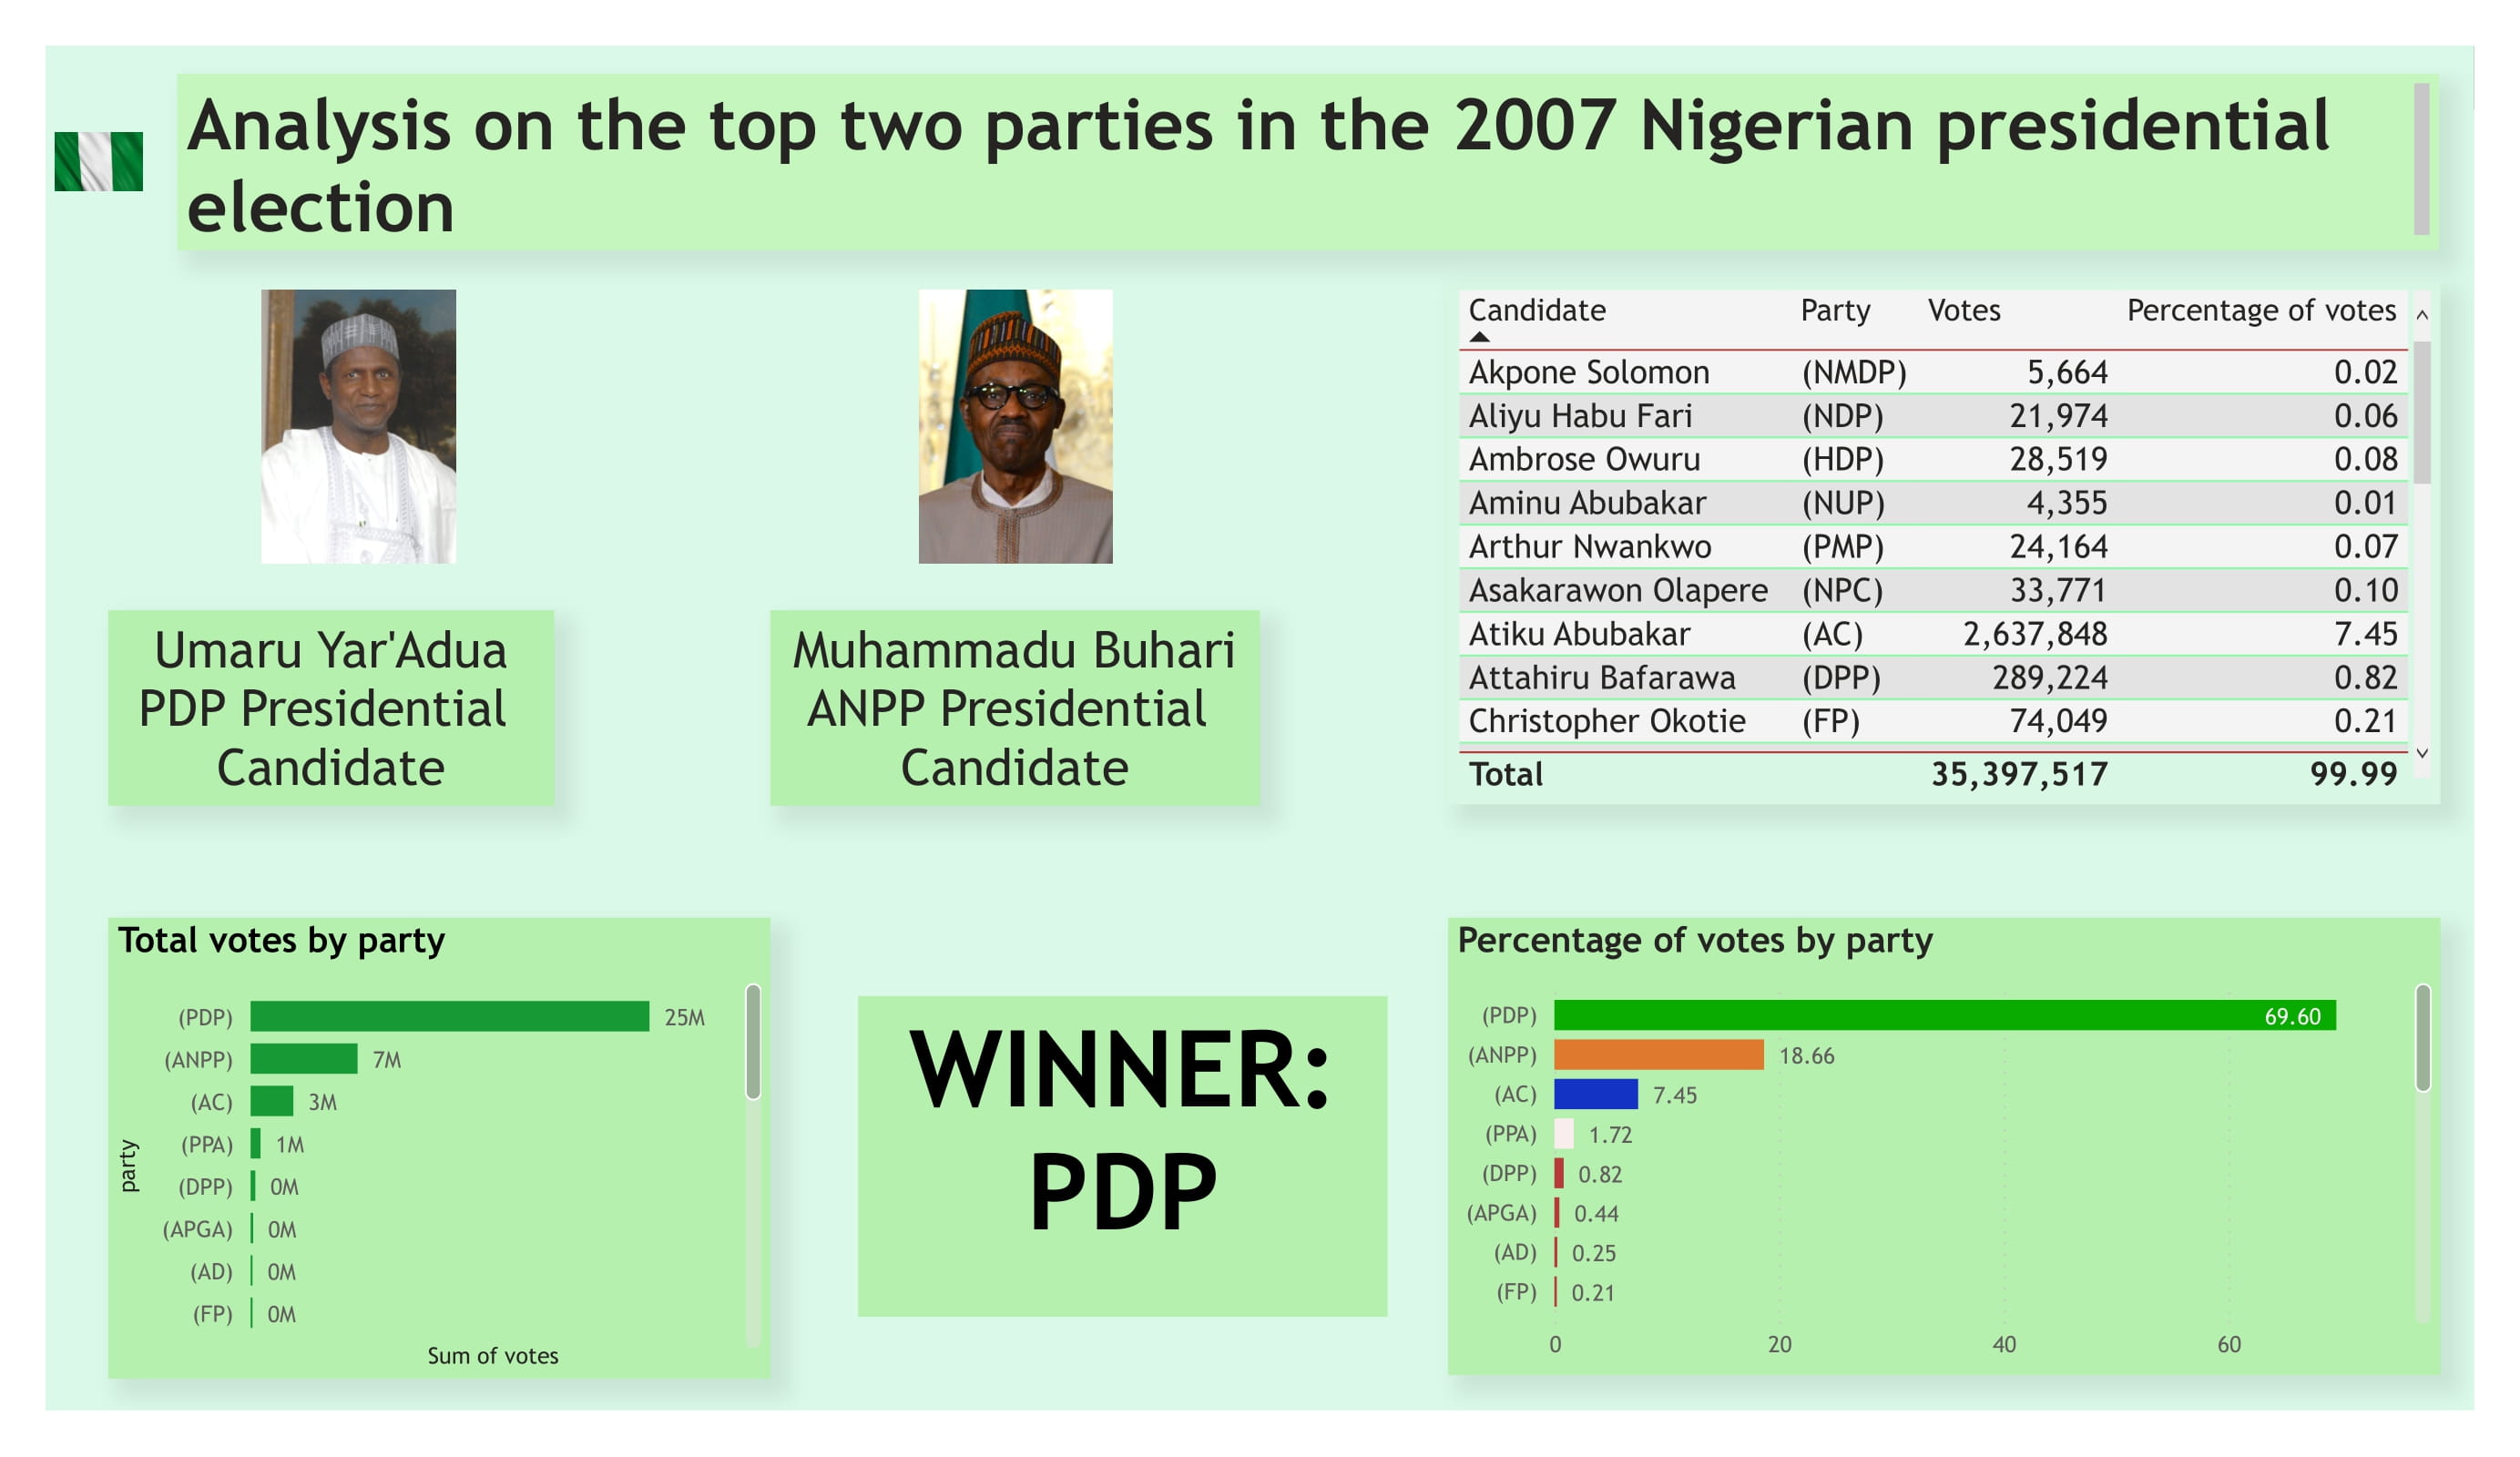 Analysis on the top two parties in the 2007 Nigerian presidential
election
Umaru Yar'Adua
PDP Presidential
Candidate
Muhammadu Buhari
ANPP Presidential
Candidate
Candidate Party Votes Percentage of votes
Akpone Solomon (NMDP) 5,664 0.02
Aliyu Habu Fari (NDP) 21,974 0.06
Ambrose Owuru (HDP) 28,519 0.08
Aminu Abubakar (NUP) 4,355 0.01
Arthur Nwankwo (PMP) 24,164 0.07
Asakarawon Olapere (NPC) 33,771 0.10
Atiku Abubakar (AC) 2,637,848 7.45
Attahiru Bafarawa (DPP) 289,224 0.82
Christopher Okotie (FP) 74,049 0.21
Total 35,397,517 99.99
Total votes by party
party
(PDP) 25M
(ANPP) 7M
(AC) 3M
(PPA) 1M
(DPP) 0M
(APGA) 0M
(AD) 0M
(FP) 0M
Sum of votes
WINNER:
PDP
Percentage of votes by party
(PDP) 69.60
(ANPP) 18.66
(AC) 7.45
(PPA) 1.72
(DPP) 0.82
(APGA) 0.44
(AD) 0.25
(FP) 0.21
0 20 40 60